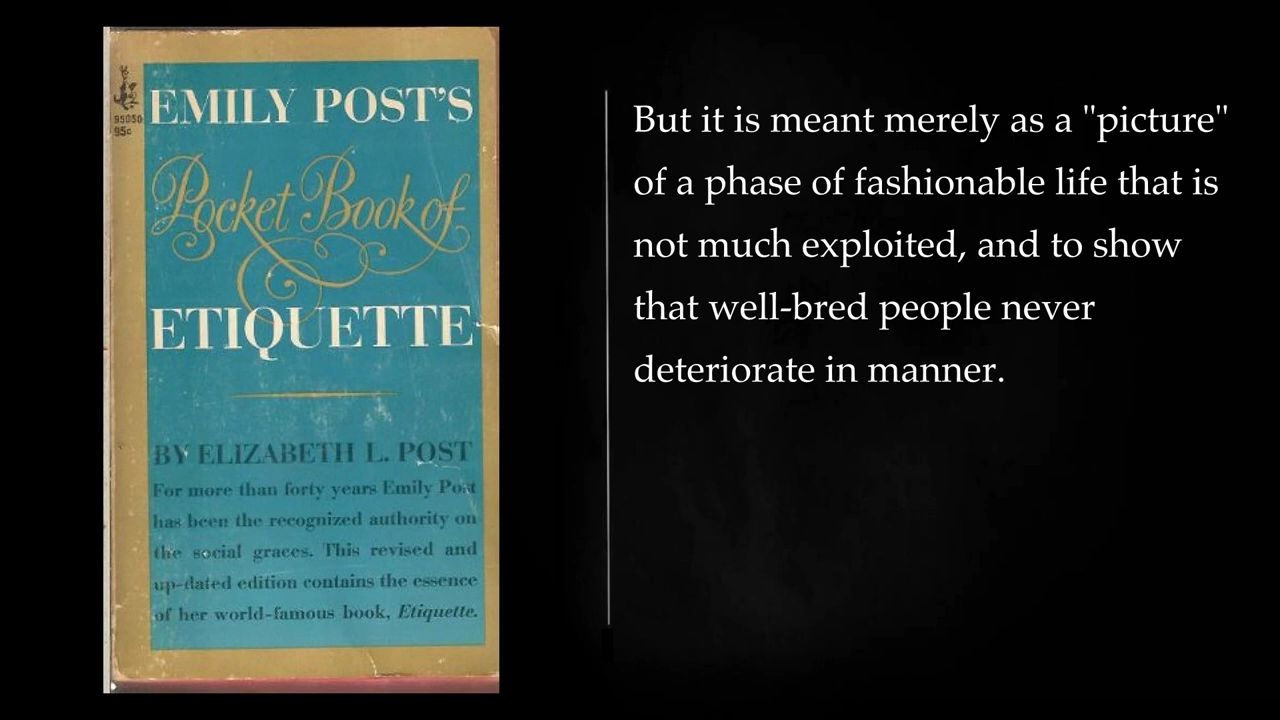 95050
95c
EMILY POST'S
Pocket Book of
ETIQUETTE
BY ELIZABETH L. POST
For more than forty years Emily Post
has been the recognized authority on
the social graces. This revised and
up-dated edition contains the essence
of her world-famous book, Etiquette.
But it is meant merely as a "picture"
of a phase of fashionable life that is
not much exploited, and to show
that well-bred people never
deteriorate in manner.